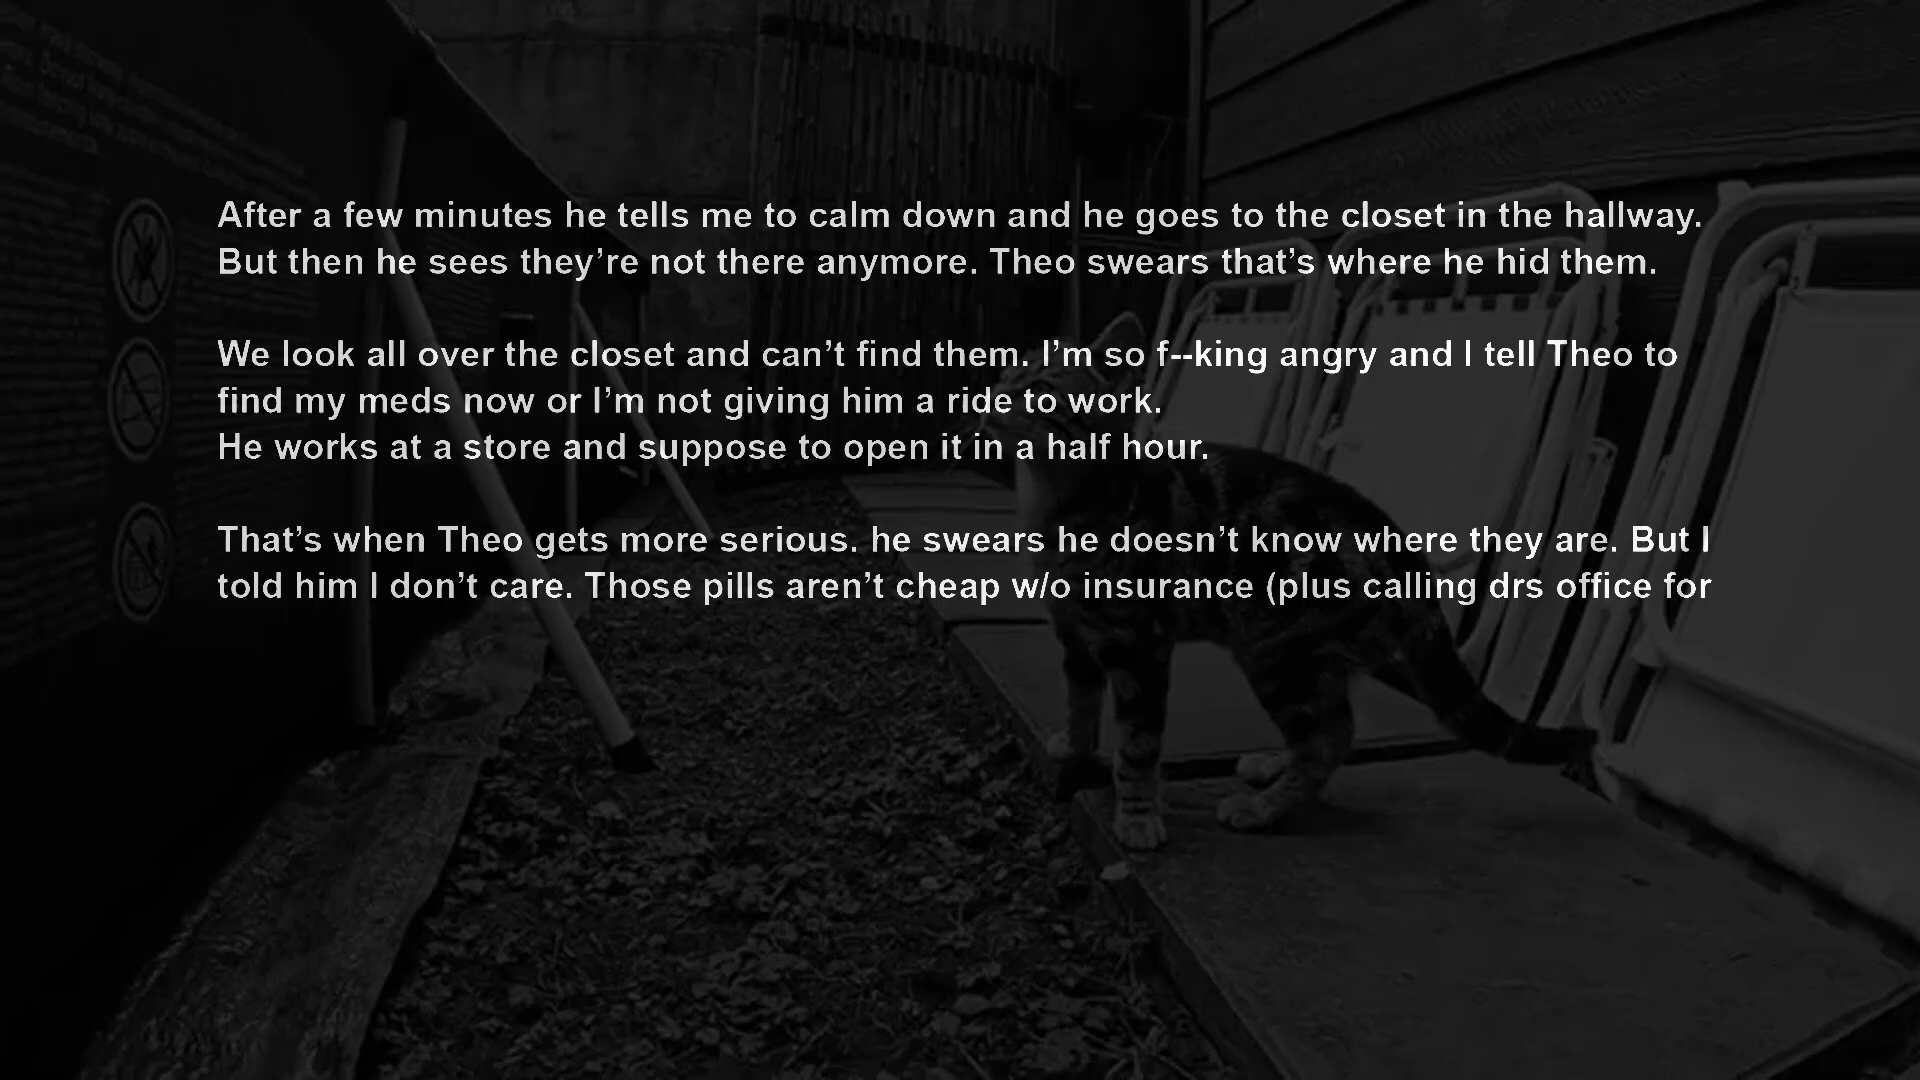 After a few minutes he tells me to calm down and he goes to the closet in the hallway.
But then he sees they’re not there anymore. Theo swears that’s where he hid them.
We look all over the closet and can’t find them. I’m so f--king angry and I tell Theo to
find my meds now or I’m not giving him a ride to work.
He works at a store and suppose to open it in a half hour.
That’s when Theo gets more serious. he swears he doesn’t know where they are. But I
told him I don’t care. Those pills aren’t cheap w/o insurance (plus calling drs office for